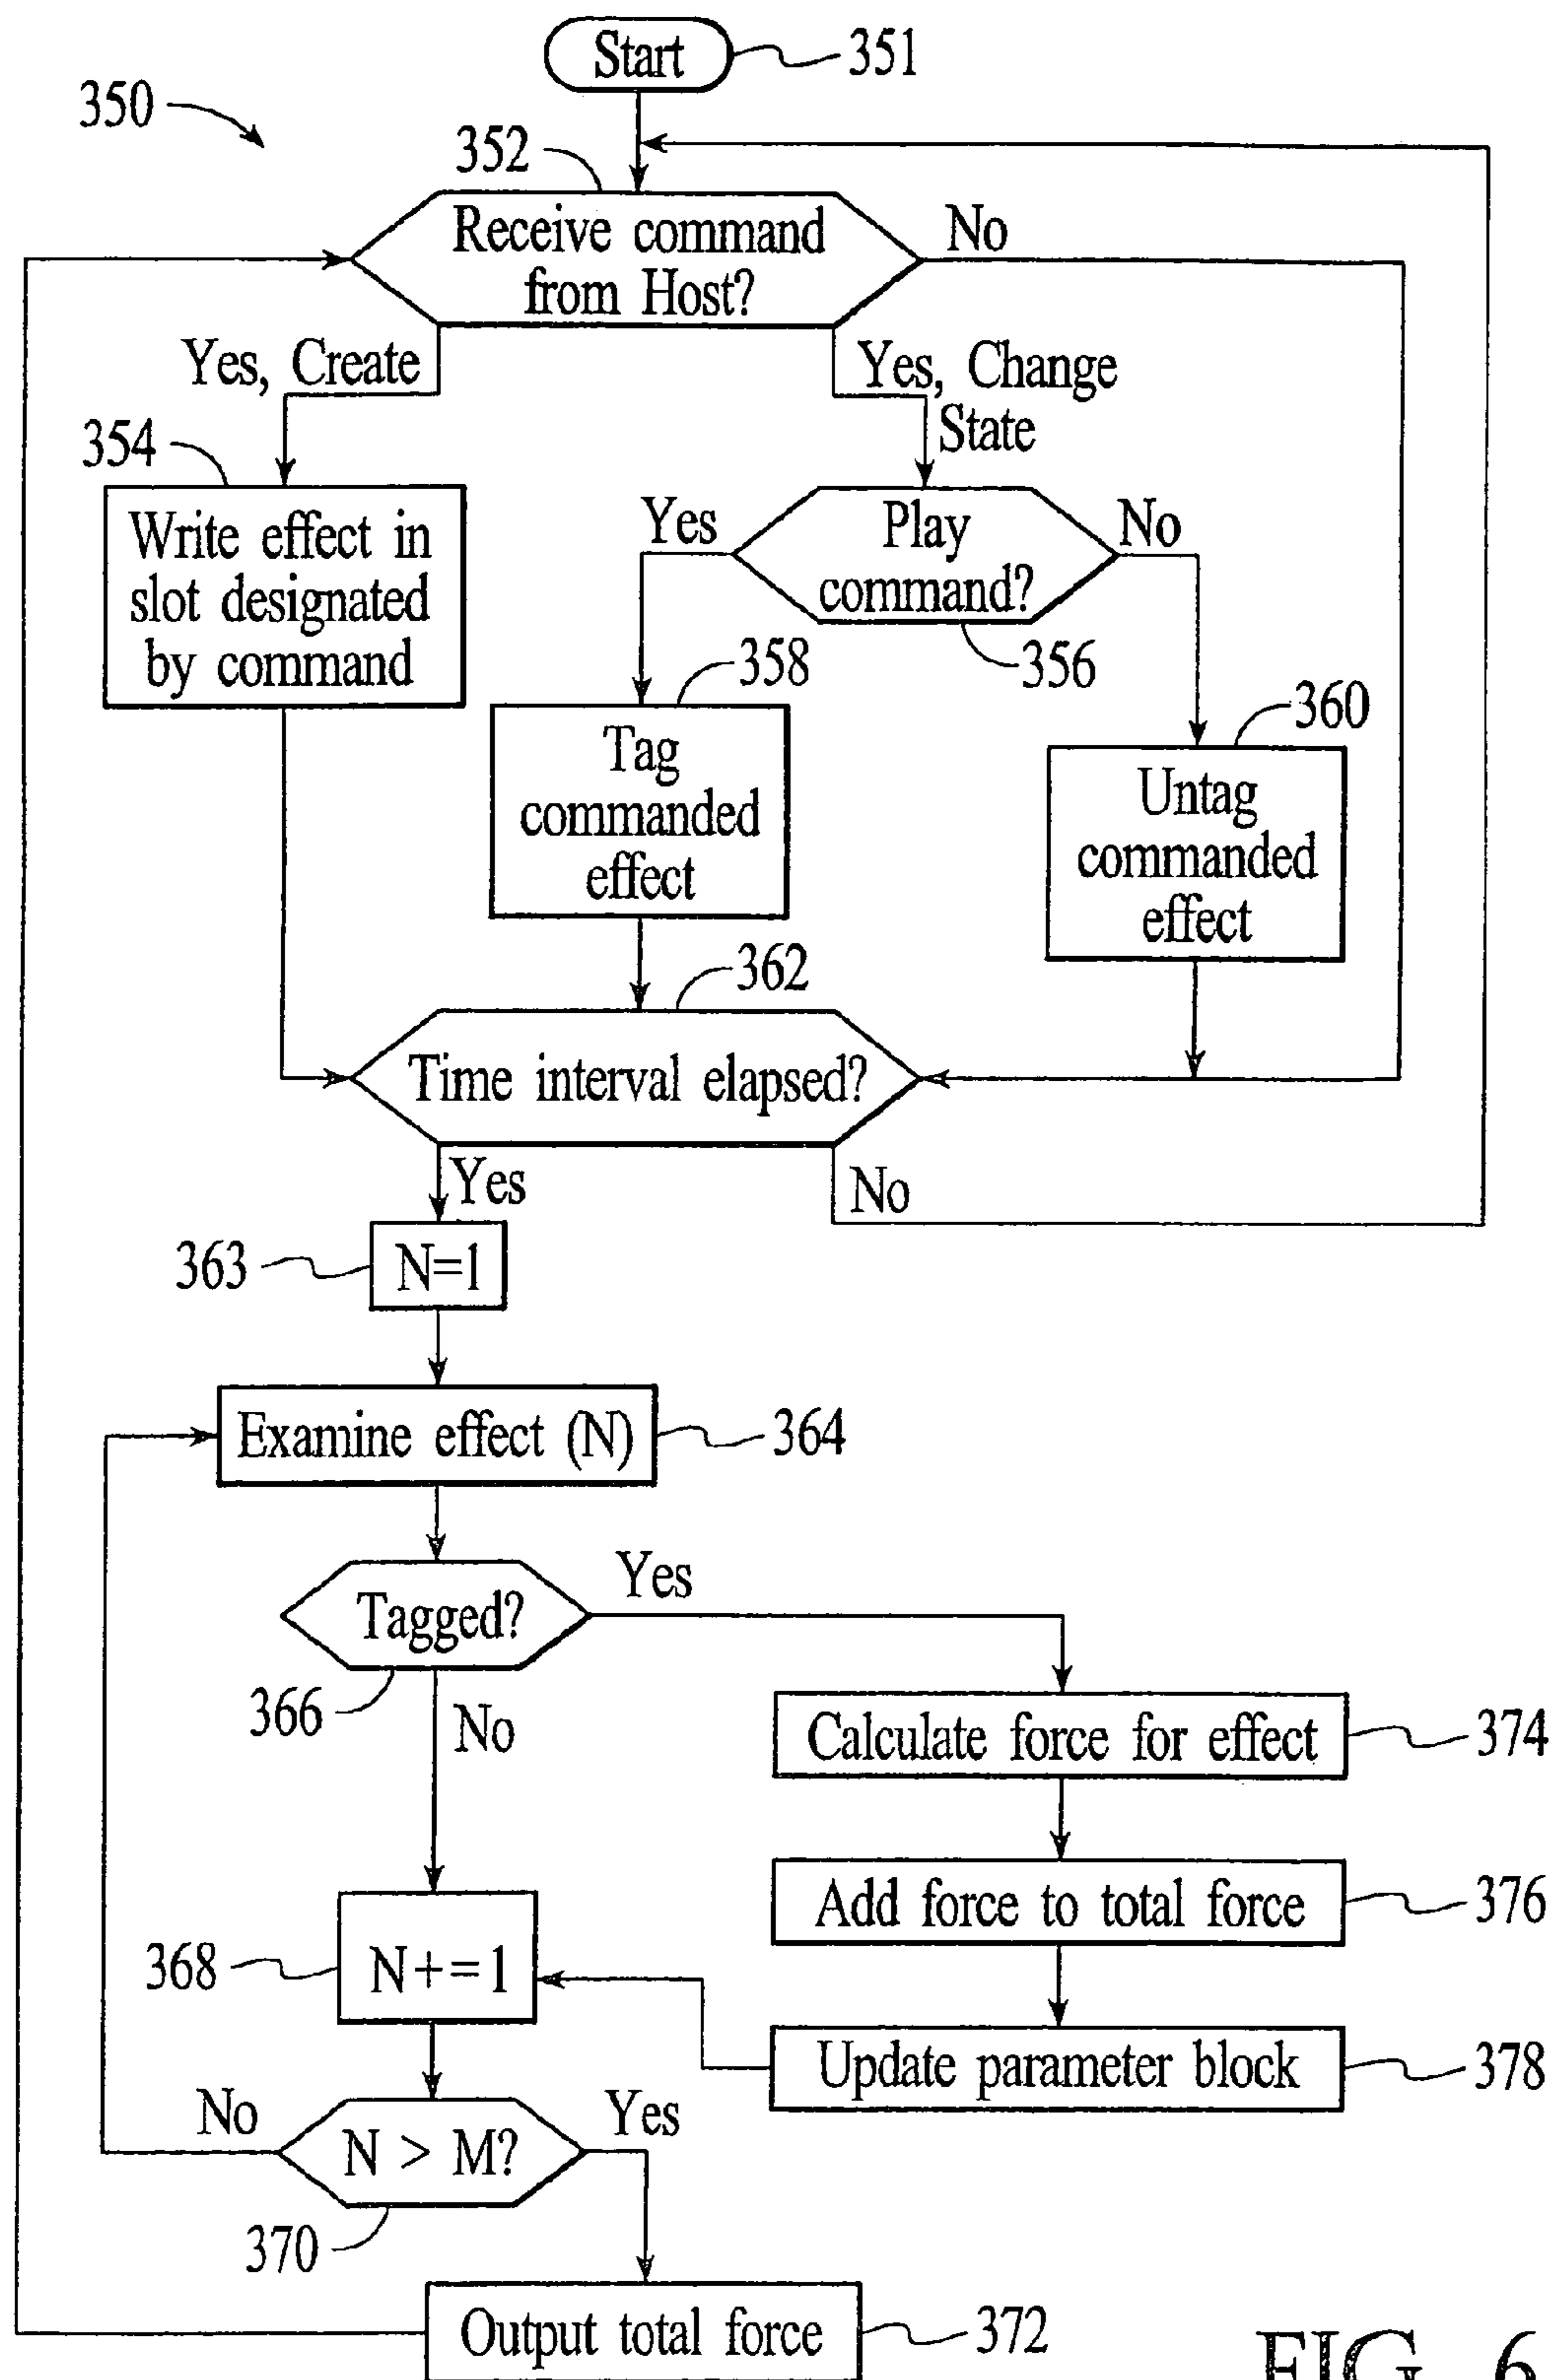 Start
351
350
352
Receive command
from Host?
No
Yes, Create
Yes, Change
State
354
Write effect in
slot designated
by command
Yes
Play
command?
No
356
358
Tag
commanded
effect
360
Untag
commanded
effect
362
Time interval elapsed?
Yes
No
363
N=1
Examine effect (N)
364
Tagged?
Yes
366
No
Calculate force for effect
374
Add force to total force
376
368
N+=1
Update parameter block
378
No
N > M?
Yes
370
Output total force
372
FIG. 6